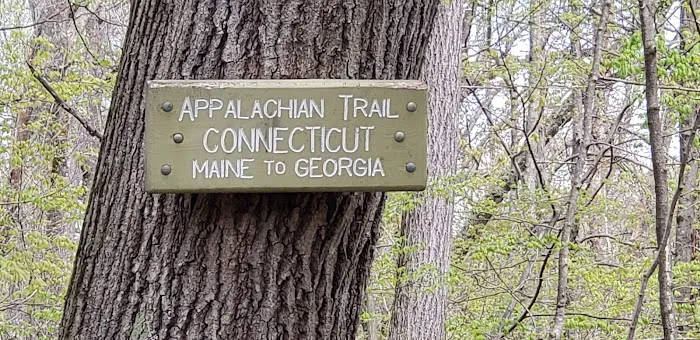 APPALACHIAN TRAIL
CONNECTICUT
MAINE TO GEORGIA